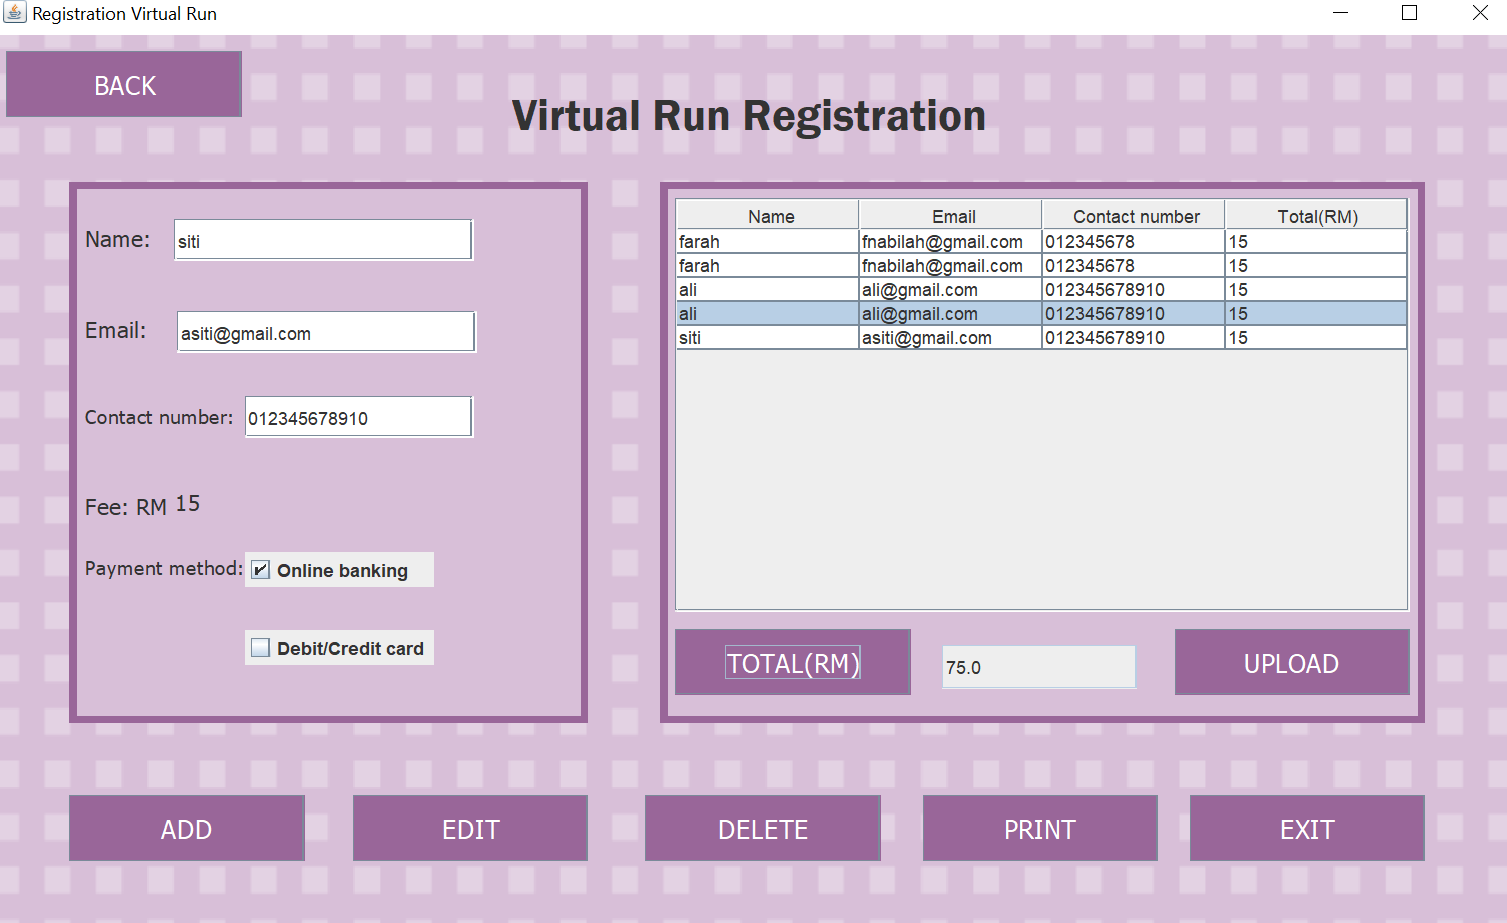 Registration Virtual Run
BACK
Virtual Run Registration
Name: siti
Email: asiti@gmail.com
Contact number: 012345678910
Fee: RM 15
Payment method: Online banking
Debit/Credit card
Name Email Contact number Total(RM)
farah fnabilah@gmail.com 012345678 15
farah fnabilah@gmail.com 012345678 15
ali ali@gmail.com 012345678910 15
ali ali@gmail.com 012345678910 15
siti asiti@gmail.com 012345678910 15
TOTAL(RM) 75.0 UPLOAD
ADD EDIT DELETE PRINT EXIT